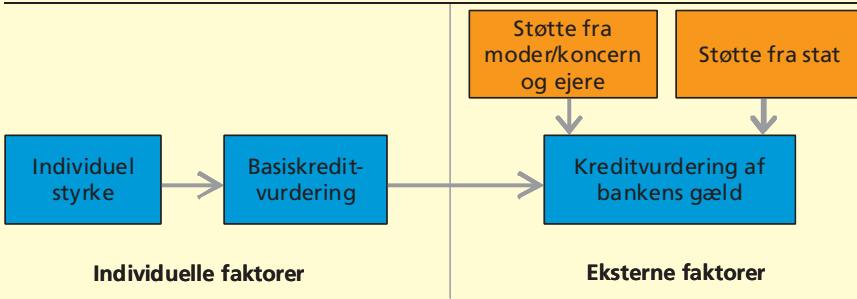 Støtte fra
moder/koncern
og ejere
Støtte fra stat
Individuel
styrke
Basiskredit-
vurdering
Kreditvurdering af
bankens gæld
Individuelle faktorer
Eksterne faktorer